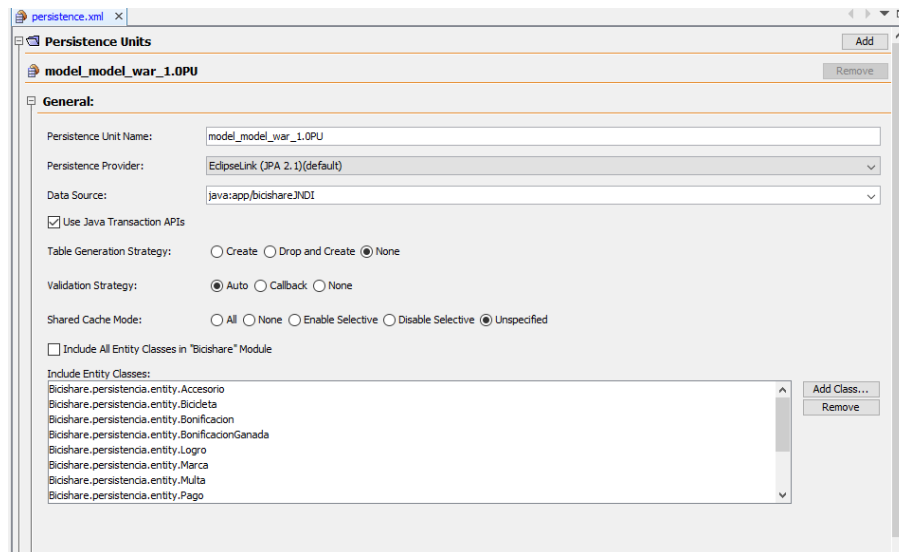 persistence.xml
Persistence Units
Add
model_model_war_1.0PU
Remove
General:
Persistence Unit Name: model_model_war_1.0PU
Persistence Provider: EclipseLink (JPA 2.1)(default)
Data Source: java:app/bicishareJNDI
Use Java Transaction APIs
Table Generation Strategy: Create Drop and Create None
Validation Strategy: Auto Callback None
Shared Cache Mode: All None Enable Selective Disable Selective Unspecified
Include All Entity Classes in "Bicishare" Module
Include Entity Classes:
Bicishare.persistencia.entity.Accesorio
Add Class...
Bicishare.persistencia.entity.Bicicleta
Remove
Bicishare.persistencia.entity.Bonificacion
Bicishare.persistencia.entity.BonificacionGanada
Bicishare.persistencia.entity.Logro
Bicishare.persistencia.entity.Marca
Bicishare.persistencia.entity.Multa
Bicishare.persistencia.entity.Pago